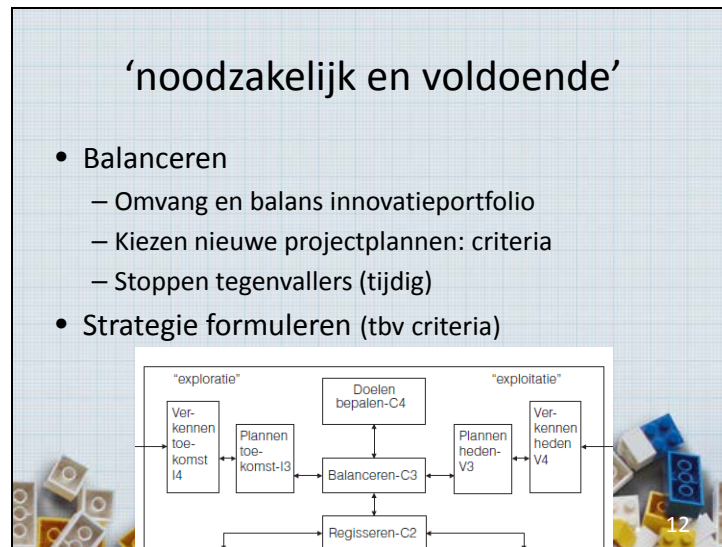 ‘noodzakelijk en voldoende’
• Balanceren
– Omvang en balans innovatieportfolio
– Kiezen nieuwe projectplannen: criteria
– Stoppen tegenvallers (tijdig)
• Strategie formuleren (tbv criteria)
“exploratie”
“exploitatie”
Doelen
bepalen-C4
Ver-
kennen
toe-
komst
I4
Plannen
toe-
komst-I3
Balanceren-C3
Plannen
heden-
V3
Ver-
kennen
heden
V4
Regisseren-C2
12